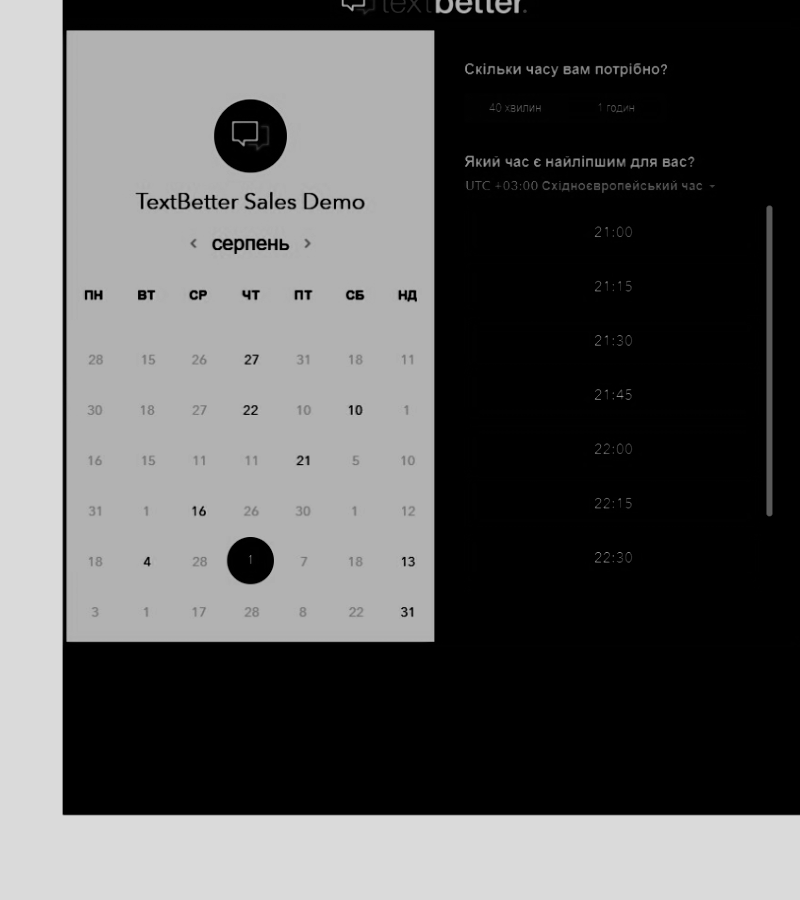 textbetter.
TextBetter Sales Demo
< серпень >
ПН ВТ СР ЧТ ПТ СБ НД
28 15 26 27 31 18 11
30 18 27 22 10 10 1
16 15 11 11 21 5 10
31 1 16 26 30 1 12
18 4 28 1 7 18 13
3 1 17 28 8 22 31
Скільки часу вам потрібно?
40 хвилин 1 годин
Який час є найліпшим для вас?
UTC +03:00 Східноєвропейський час
21:00
21:15
21:30
21:45
22:00
22:15
22:30